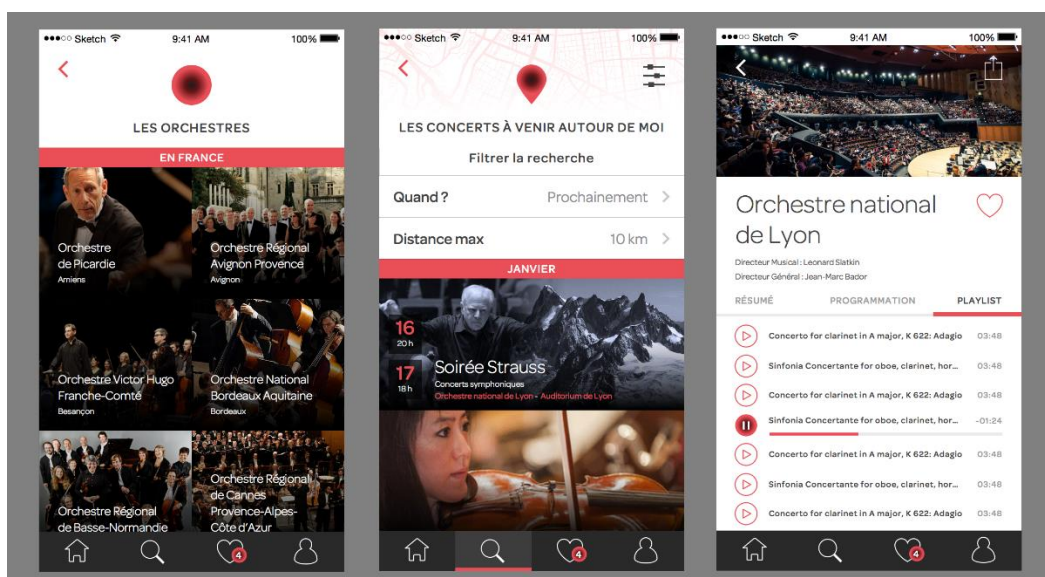 Sketch 9:41 AM 100%
LES ORCHESTRES
EN FRANCE
Orchestre
de Picardie
Amiens
Orchestre Régional
Avignon Provence
Avignon
Orchestre Victor Hugo
Franche-Comté
Besançon
Orchestre National
Bordeaux Aquitaine
Bordeaux
Orchestre Régional
de Basse-Normandie
Orchestre Régional
de Cannes
Provence-Alpes-
Côte d'Azur
4
Sketch 9:41 AM 100%
LES CONCERTS À VENIR AUTOUR DE MOI
Filtrer la recherche
Quand ? Prochainement
Distance max 10 km
JANVIER
16
20 h
17
18 h
Soirée Strauss
Concerts symphoniques
Orchestre national de Lyon - Auditorium de Lyon
4
Sketch 9:41 AM 100%
Orchestre national
de Lyon
Directeur Musical : Leonard Slatkin
Directeur Général : Jean-Marc Bador
RÉSUMÉ PROGRAMMATION PLAYLIST
Concerto for clarinet in A major, K 622: Adagio 03:48
Sinfonia Concertante for oboe, clarinet, hor... 03:48
Concerto for clarinet in A major, K 622: Adagio 03:48
Sinfonia Concertante for oboe, clarinet, hor... -01:24
Concerto for clarinet in A major, K 622: Adagio 03:48
Sinfonia Concertante for oboe, clarinet, hor... 03:48
Concerto for clarinet in A major, K 622: Adagio 03:48
4